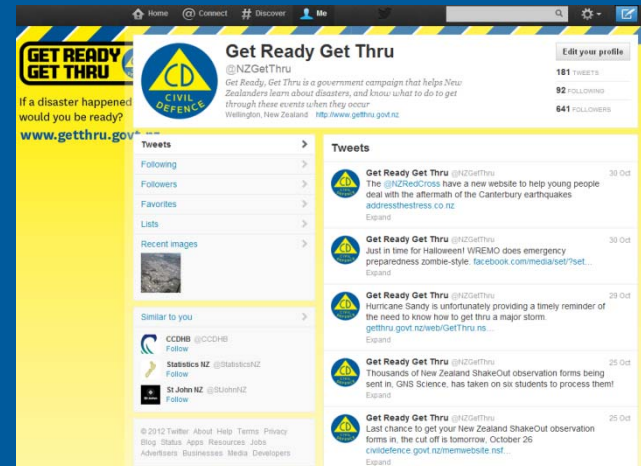 Home @ Connect # Discover Me
GET READY
GET THRU
If a disaster happened
would you be ready?
www.getthru.govt.nz
CD
CIVIL
DEFENCE
Get Ready Get Thru
@NZGetThru
Get Ready, Get Thru is a government campaign that helps New
Zealanders learn about disasters, and know what to do to get
through these events when they occur
Wellington, New Zealand http://www.getthru.govt.nz
Edit your profile
181 TWEETS
92 FOLLOWING
641 FOLLOWERS
Tweets
Following
Followers
Favorites
Lists
Recent images
Similar to you
CCDHB @CCDHB
Follow
Statistics NZ @StatisticsNZ
Follow
St John NZ @StJohnNZ
Follow
© 2012 Twitter About Help Terms Privacy
Blog Status Apps Resources Jobs
Advertisers Businesses Media Developers
Tweets
Get Ready Get Thru @NZGetThru 30 Oct
The @NZRedCross have a new website to help young people
deal with the aftermath of the Canterbury earthquakes
addressthestress.co.nz
Expand
Get Ready Get Thru @NZGetThru 30 Oct
Just in time for Halloween! WREMO does emergency
preparedness zombie-style. facebook.com/media/set/?set...
Expand
Get Ready Get Thru @NZGetThru 29 Oct
Hurricane Sandy is unfortunately providing a timely reminder of
the need to know how to get thru a major storm.
getthru.govt.nz/web/GetThru.ns...
Expand
Get Ready Get Thru @NZGetThru 25 Oct
Thousands of New Zealand ShakeOut observation forms being
sent in, GNS Science, has taken on six students to process them!
Expand
Get Ready Get Thru @NZGetThru 25 Oct
Last chance to get your New Zealand ShakeOut observation
forms in, the cut off is tomorrow, October 26
civildefence.govt.nz/memwebsite.nsf...
Expand